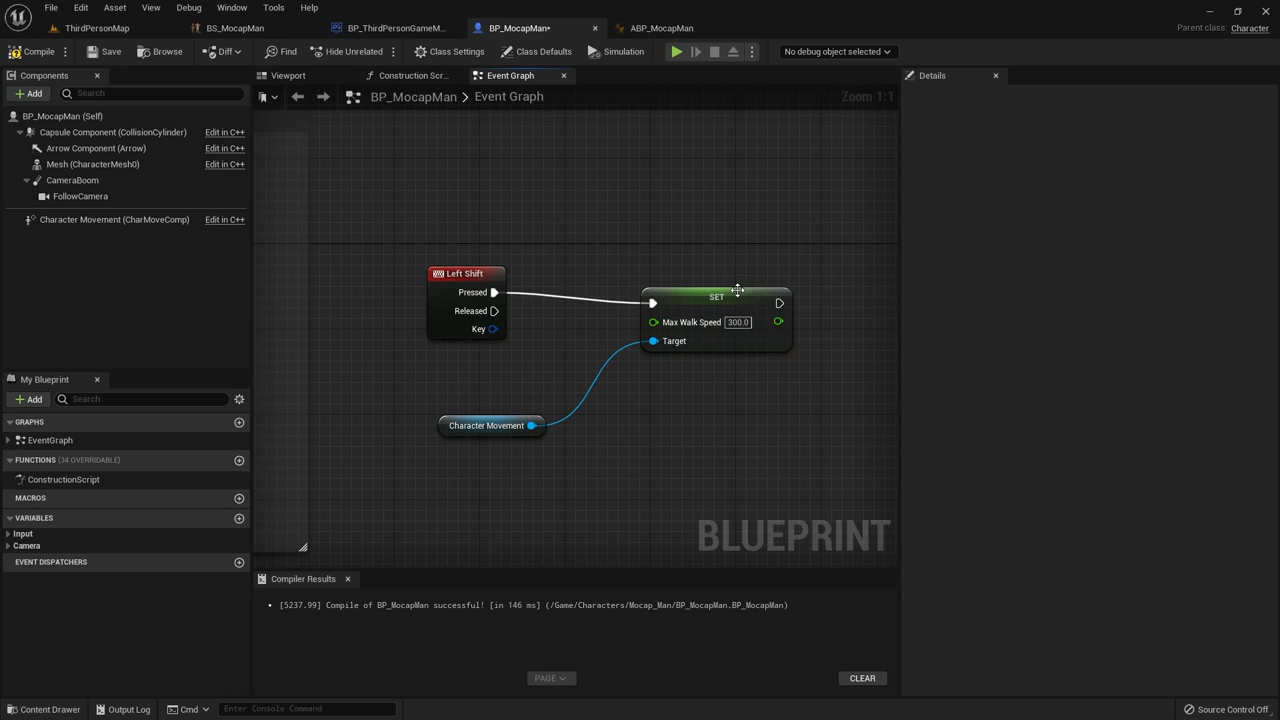 File Edit Asset View Debug Window Tools Help
ThirdPersonMap BS_MocapMan BP_ThirdPersonGameM... BP_MocapMan* ABP_MocapMan Parent class: Character
Compile Save Browse Diff Find Hide Unrelated Class Settings Class Defaults Simulation No debug object selected
Components Viewport Construction Scr... Event Graph Details
Add Search BP_MocapMan > Event Graph Zoom 1:1
BP_MocapMan (Self)
Capsule Component (CollisionCylinder) Edit in C++
Arrow Component (Arrow) Edit in C++
Mesh (CharacterMesh0) Edit in C++
CameraBoom
FollowCamera
Character Movement (CharMoveComp) Edit in C++
Left Shift
Pressed
Released
Key
SET
Max Walk Speed 300.0
Target
Character Movement
BLUEPRINT
My Blueprint
Add Search
GRAPHS
EventGraph
FUNCTIONS (34 OVERRIDABLE)
ConstructionScript
MACROS
VARIABLES
Input
Camera
EVENT DISPATCHERS
Compiler Results
[5237.99] Compile of BP_MocapMan successful! [in 146 ms] (/Game/Characters/Mocap_Man/BP_MocapMan.BP_MocapMan)
PAGE CLEAR
Content Drawer Output Log Cmd Enter Console Command Source Control Off